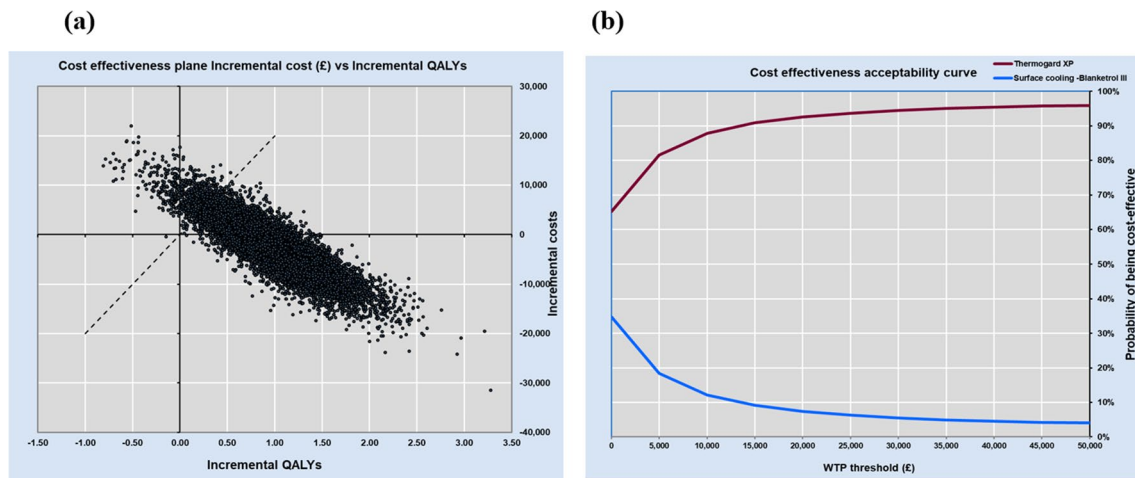 (a)
Cost effectiveness plane Incremental cost (£) vs Incremental QALYs
30,000
20,000
10,000
0
-10,000
-20,000
-30,000
-40,000
Incremental costs
-1.50 -1.00 -0.50 0.00 0.50 1.00 1.50 2.00 2.50 3.00 3.50
Incremental QALYs
(b)
Cost effectiveness acceptability curve
Thermogard XP
Surface cooling -Blanketrol III
100%
90%
80%
70%
60%
50%
40%
30%
20%
10%
0%
Probability of being cost-effective
0 5,000 10,000 15,000 20,000 25,000 30,000 35,000 40,000 45,000 50,000
WTP threshold (£)